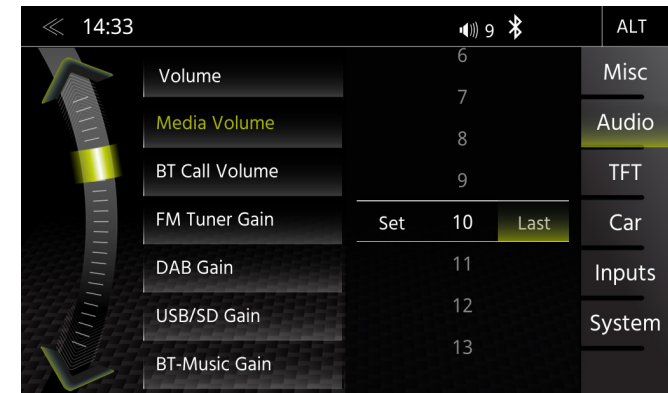 14:33
9
ALT
Volume
Media Volume
BT Call Volume
FM Tuner Gain
DAB Gain
USB/SD Gain
BT-Music Gain
6
7
8
9
Set 10 Last
11
12
13
Misc
Audio
TFT
Car
Inputs
System